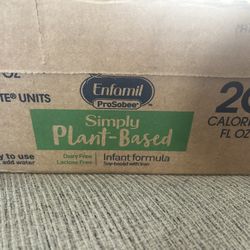 OZ
TE® UNITS
Enfamil
ProSobee®
20
CALORIE
FL OZ
Simply
Plant-Based
y to use
add water
Dairy Free
Lactose Free
Infant formula
Soy-based with Iron